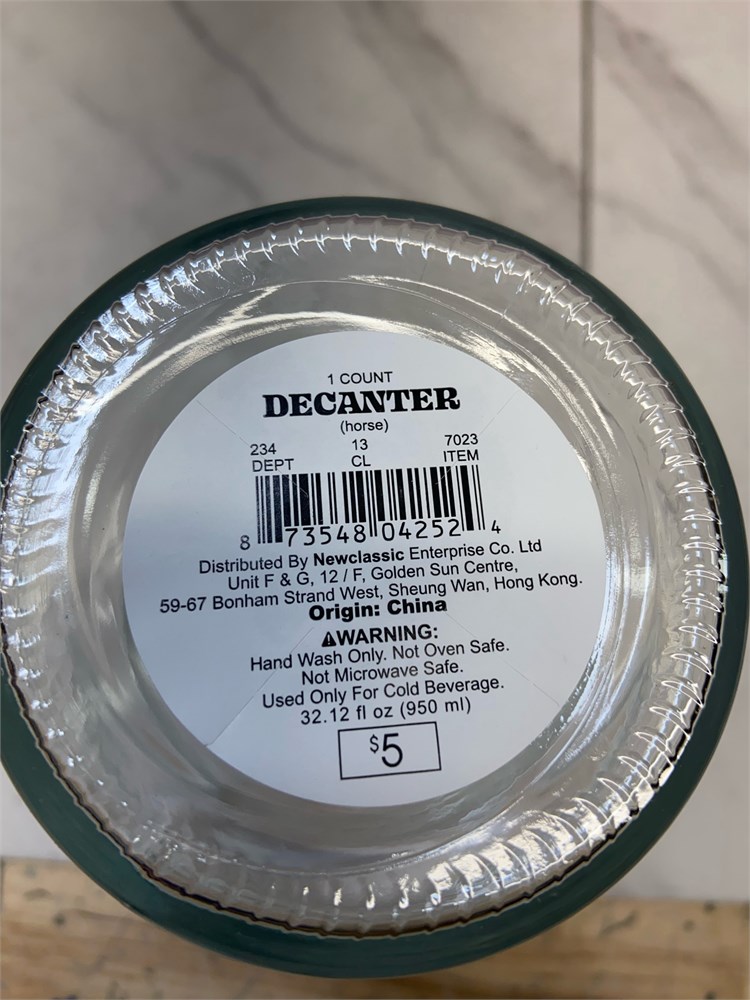 1 COUNT
DECANTER
(horse)
234 13 7023
DEPT CL ITEM
8 73548 04252 4
Distributed By Newclassic Enterprise Co. Ltd
Unit F & G, 12 / F, Golden Sun Centre,
59-67 Bonham Strand West, Sheung Wan, Hong Kong.
Origin: China
⚠WARNING:
Hand Wash Only. Not Oven Safe.
Not Microwave Safe.
Used Only For Cold Beverage.
32.12 fl oz (950 ml)
$5